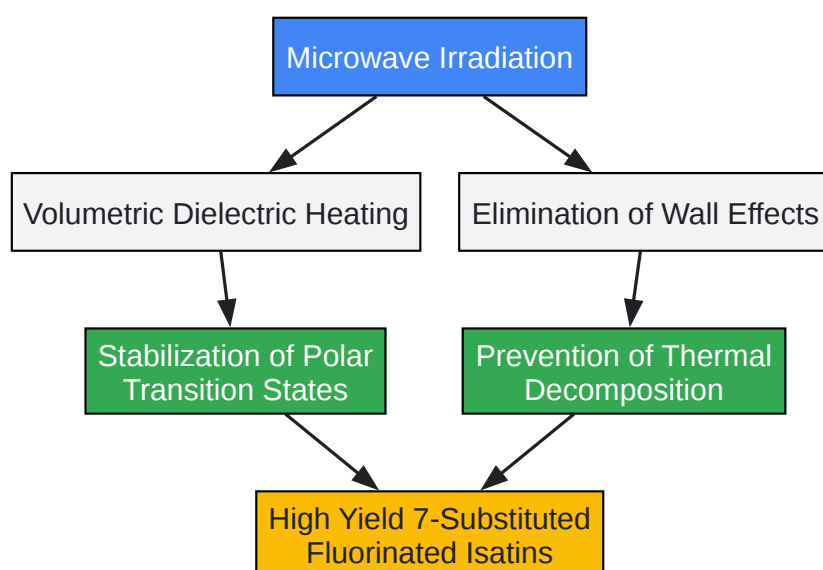 Microwave Irradiation
Volumetric Dielectric Heating
Elimination of Wall Effects
Stabilization of Polar
Transition States
Prevention of Thermal
Decomposition
High Yield 7-Substituted
Fluorinated Isatins